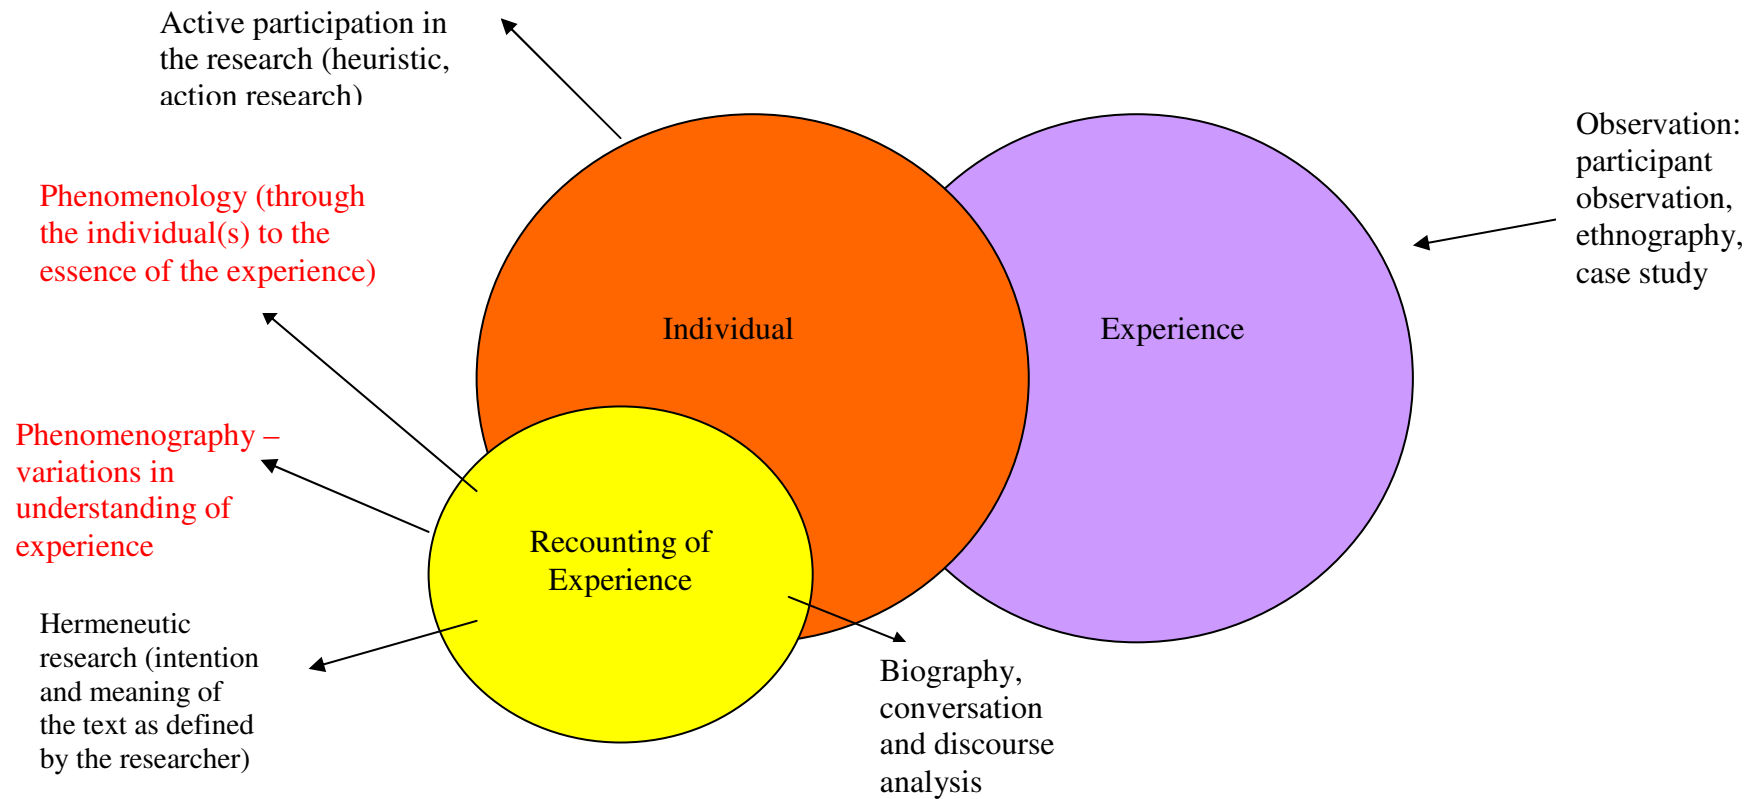 Active participation in
the research (heuristic,
action research)
Observation:
participant
observation,
ethnography,
case study
Phenomenology (through
the individual(s) to the
essence of the experience)
Individual
Experience
Phenomenography –
variations in
understanding of
experience
Recounting of
Experience
Hermeneutic
research (intention
and meaning of
the text as defined
by the researcher)
Biography,
conversation
and discourse
analysis